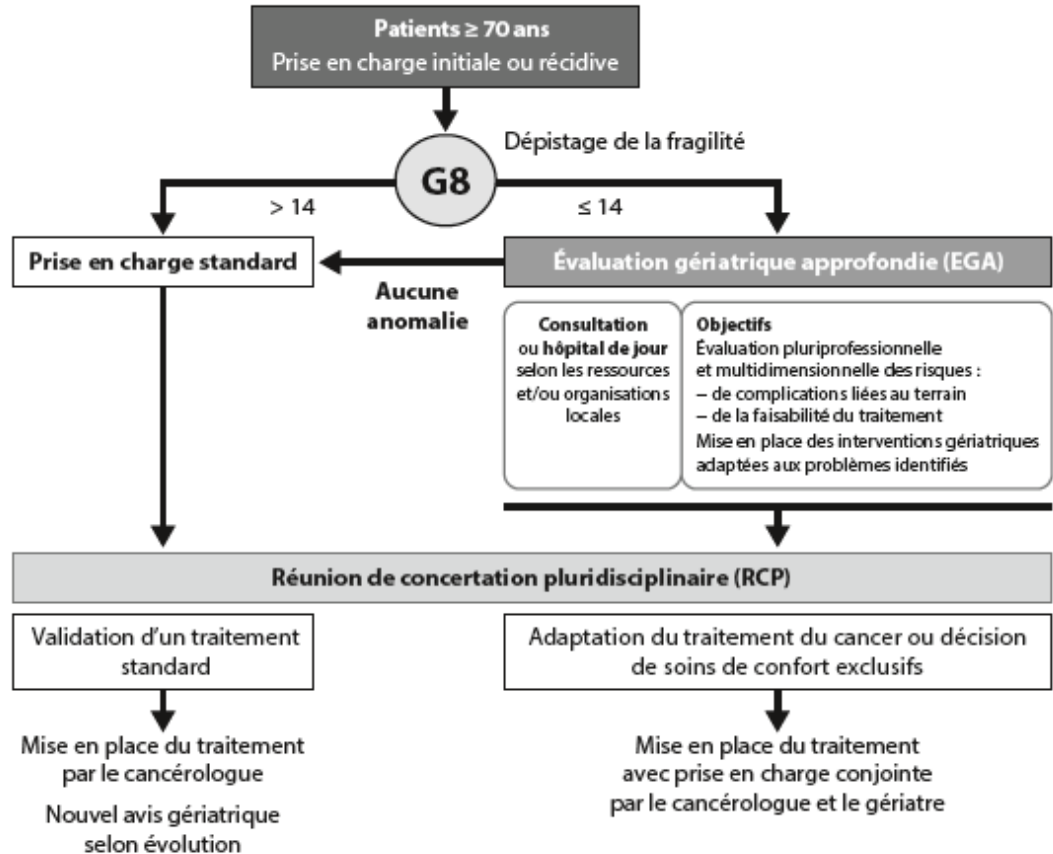 Patients ≥ 70 ans
Prise en charge initiale ou récidive
Dépistage de la fragilité
G8
> 14
≤ 14
Prise en charge standard
Évaluation gériatrique approfondie (EGA)
Aucune
anomalie
Consultation
ou hôpital de jour
selon les ressources
et/ou organisations
locales
Objectifs
Évaluation pluriprofessionnelle
et multidimensionnelle des risques :
– de complications liées au terrain
– de la faisabilité du traitement
Mise en place des interventions gériatriques
adaptées aux problèmes identifiés
Réunion de concertation pluridisciplinaire (RCP)
Validation d’un traitement
standard
Adaptation du traitement du cancer ou décision
de soins de confort exclusifs
Mise en place du traitement
par le cancérologue
Nouvel avis gériatrique
selon évolution
Mise en place du traitement
avec prise en charge conjointe
par le cancérologue et le gériatre